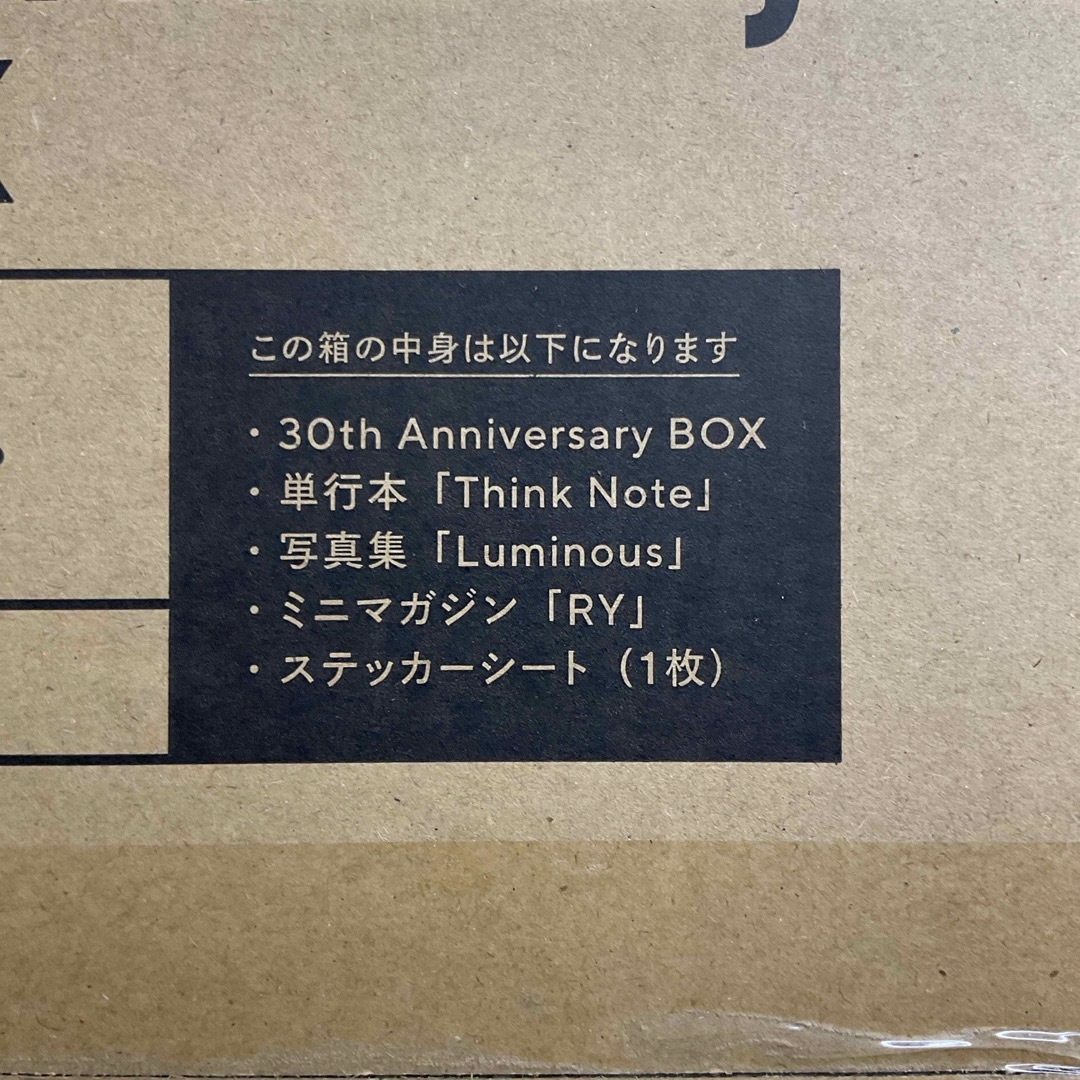 この箱の中身は以下になります
・30th Anniversary BOX
・単行本「Think Note」
・写真集「Luminous」
・ミニマガジン「RY」
・ステッカーシート（1枚）